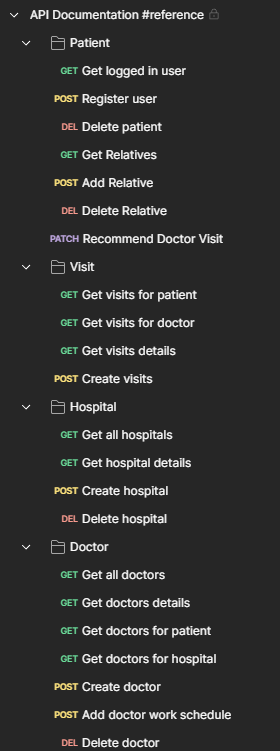 API Documentation #reference
Patient
GET Get logged in user
POST Register user
DEL Delete patient
GET Get Relatives
POST Add Relative
DEL Delete Relative
PATCH Recommend Doctor Visit
Visit
GET Get visits for patient
GET Get visits for doctor
GET Get visits details
POST Create visits
Hospital
GET Get all hospitals
GET Get hospital details
POST Create hospital
DEL Delete hospital
Doctor
GET Get all doctors
GET Get doctors details
GET Get doctors for patient
GET Get doctors for hospital
POST Create doctor
POST Add doctor work schedule
DEL Delete doctor